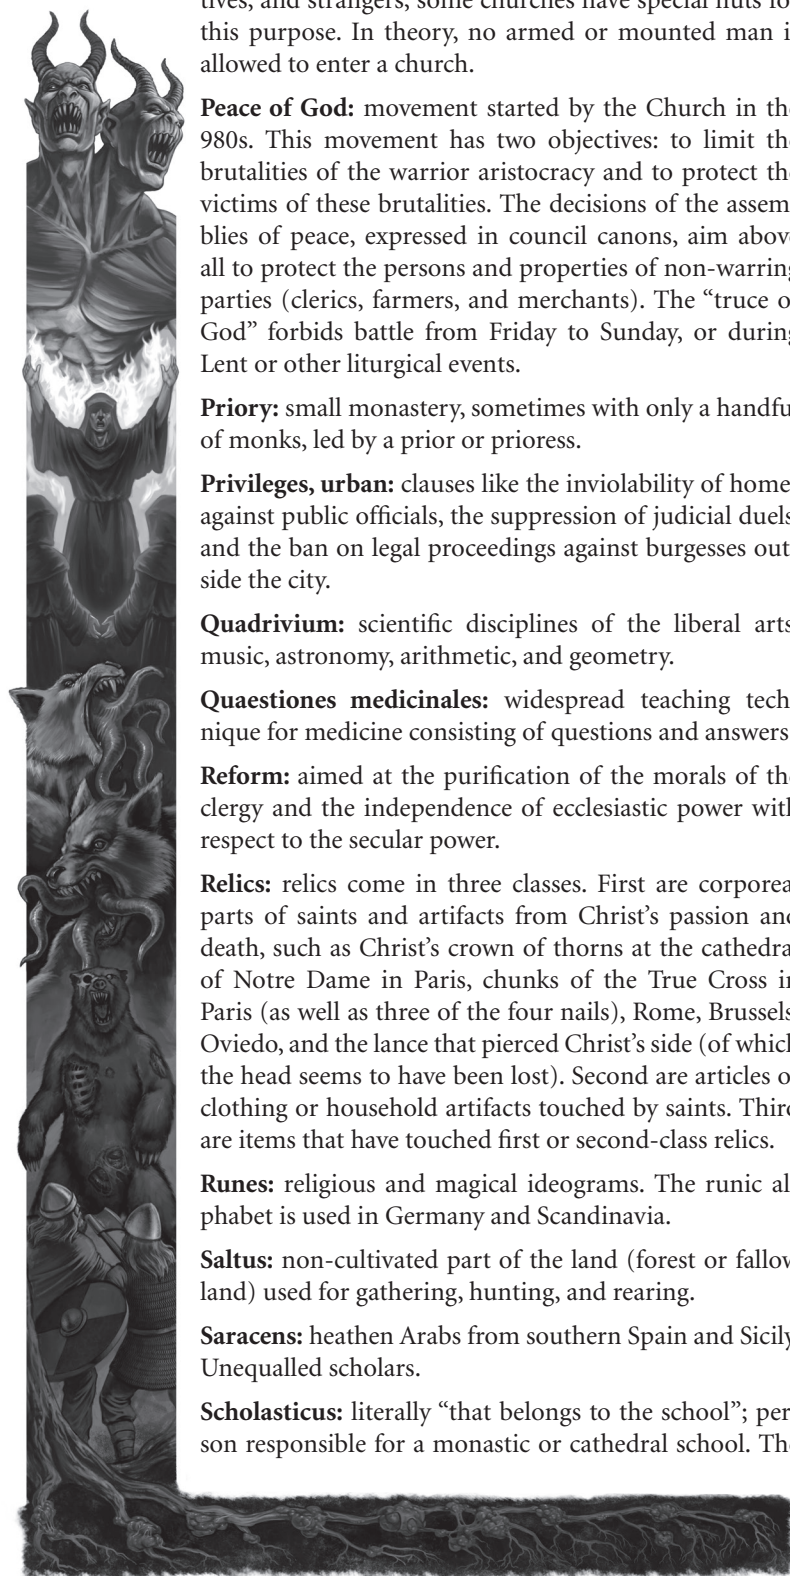 tives, and strangers, some churches have special huts fo
this purpose. In theory, no armed or mounted man i
allowed to enter a church.
Peace of God: movement started by the Church in the
980s. This movement has two objectives: to limit the
brutalities of the warrior aristocracy and to protect the
victims of these brutalities. The decisions of the assem
blies of peace, expressed in council canons, aim above
all to protect the persons and properties of non-warring
parties (clerics, farmers, and merchants). The “truce o
God” forbids battle from Friday to Sunday, or during
Lent or other liturgical events.
Priory: small monastery, sometimes with only a handfu
of monks, led by a prior or prioress.
Privileges, urban: clauses like the inviolability of home
against public officials, the suppression of judicial duels
and the ban on legal proceedings against burgesses out
side the city.
Quadrivium: scientific disciplines of the liberal arts
music, astronomy, arithmetic, and geometry.
Quaestiones medicinales: widespread teaching tech
nique for medicine consisting of questions and answers
Reform: aimed at the purification of the morals of the
clergy and the independence of ecclesiastic power with
respect to the secular power.
Relics: relics come in three classes. First are corporea
parts of saints and artifacts from Christ’s passion and
death, such as Christ’s crown of thorns at the cathedra
of Notre Dame in Paris, chunks of the True Cross in
Paris (as well as three of the four nails), Rome, Brussels
Oviedo, and the lance that pierced Christ’s side (of which
the head seems to have been lost). Second are articles o
clothing or household artifacts touched by saints. Third
are items that have touched first or second-class relics.
Runes: religious and magical ideograms. The runic al
phabet is used in Germany and Scandinavia.
Saltus: non-cultivated part of the land (forest or fallow
land) used for gathering, hunting, and rearing.
Saracens: heathen Arabs from southern Spain and Sicily
Unequalled scholars.
Scholasticus: literally “that belongs to the school”; per
son responsible for a monastic or cathedral school. The